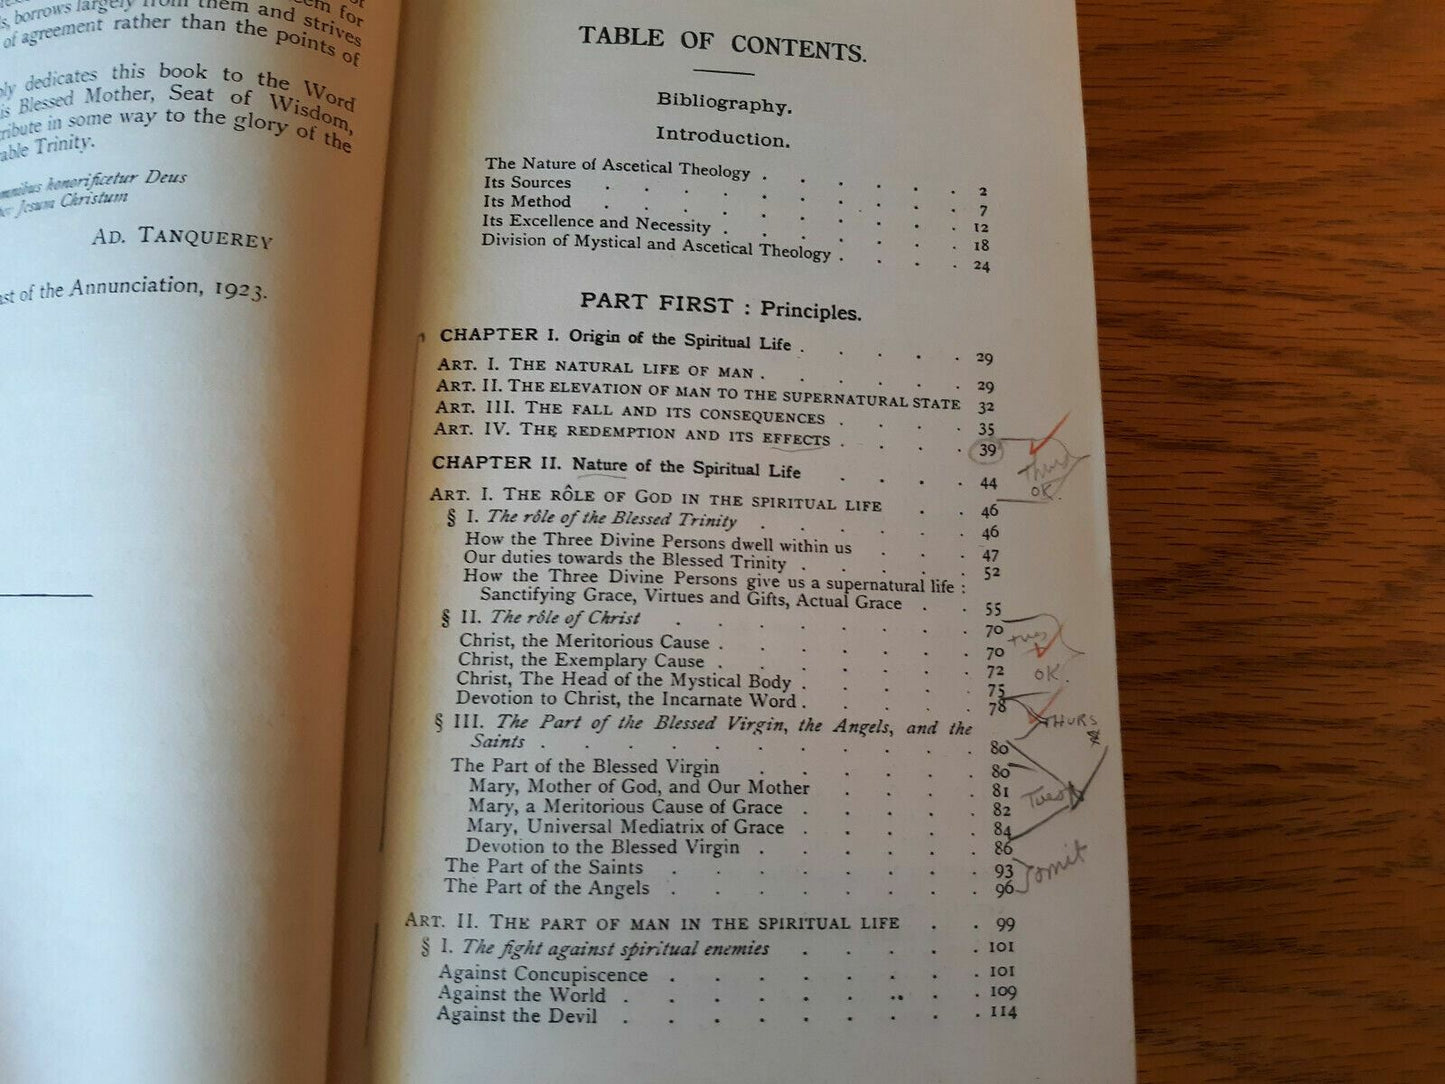 s, borrows largely from them and strives
of agreement rather than the points of
dedicates this book to the Word
is Blessed Mother, Seat of Wisdom,
ribute in some way to the glory of the
able Trinity.
omnibus honorificetur Deus
Jesum Christum
AD. TANQUEREY
of the Annunciation, 1923.
TABLE OF CONTENTS.
Bibliography.
Introduction.
The Nature of Ascetical Theology . . . . . . 2
Its Sources . . . . . . . . . . 7
Its Method . . . . . . . . . . 12
Its Excellence and Necessity . . . . . . . 18
Division of Mystical and Ascetical Theology . . . . 24
PART FIRST : Principles.
CHAPTER I. Origin of the Spiritual Life . . . . . 29
ART. I. THE NATURAL LIFE OF MAN . . . . . . 29
ART. II. THE ELEVATION OF MAN TO THE SUPERNATURAL STATE 32
ART. III. THE FALL AND ITS CONSEQUENCES . . . . 35
ART. IV. THE REDEMPTION AND ITS EFFECTS . . . . 39
Thurs
OK.
CHAPTER II. Nature of the Spiritual Life . . . . 44
ART. I. THE RÔLE OF GOD IN THE SPIRITUAL LIFE . . 46
§ I. The rôle of the Blessed Trinity . . . . . . 46
How the Three Divine Persons dwell within us . . . 47
Our duties towards the Blessed Trinity . . . . . 52
How the Three Divine Persons give us a supernatural life :
Sanctifying Grace, Virtues and Gifts, Actual Grace . . 55
§ II. The rôle of Christ . . . . . . . . 70
Tues
Christ, the Meritorious Cause . . . . . . . 70
Christ, the Exemplary Cause . . . . . . . 72
OK.
Christ, The Head of the Mystical Body . . . . . 75
Devotion to Christ, the Incarnate Word . . . . . 78
THURS
§ III. The Part of the Blessed Virgin, the Angels, and the
Saints . . . . . . . . . . . 80
The Part of the Blessed Virgin . . . . . . 80
Mary, Mother of God, and Our Mother . . . . 81
Tues
Mary, a Meritorious Cause of Grace . . . . . 82
Mary, Universal Mediatrix of Grace . . . . . 84
Devotion to the Blessed Virgin . . . . . . 86
The Part of the Saints . . . . . . . . 93
omit
The Part of the Angels . . . . . . . . 96
ART. II. THE PART OF MAN IN THE SPIRITUAL LIFE . . 99
§ I. The fight against spiritual enemies . . . . . 101
Against Concupiscence . . . . . . . . 101
Against the World . . . . . . . . . 109
Against the Devil . . . . . . . . . 114